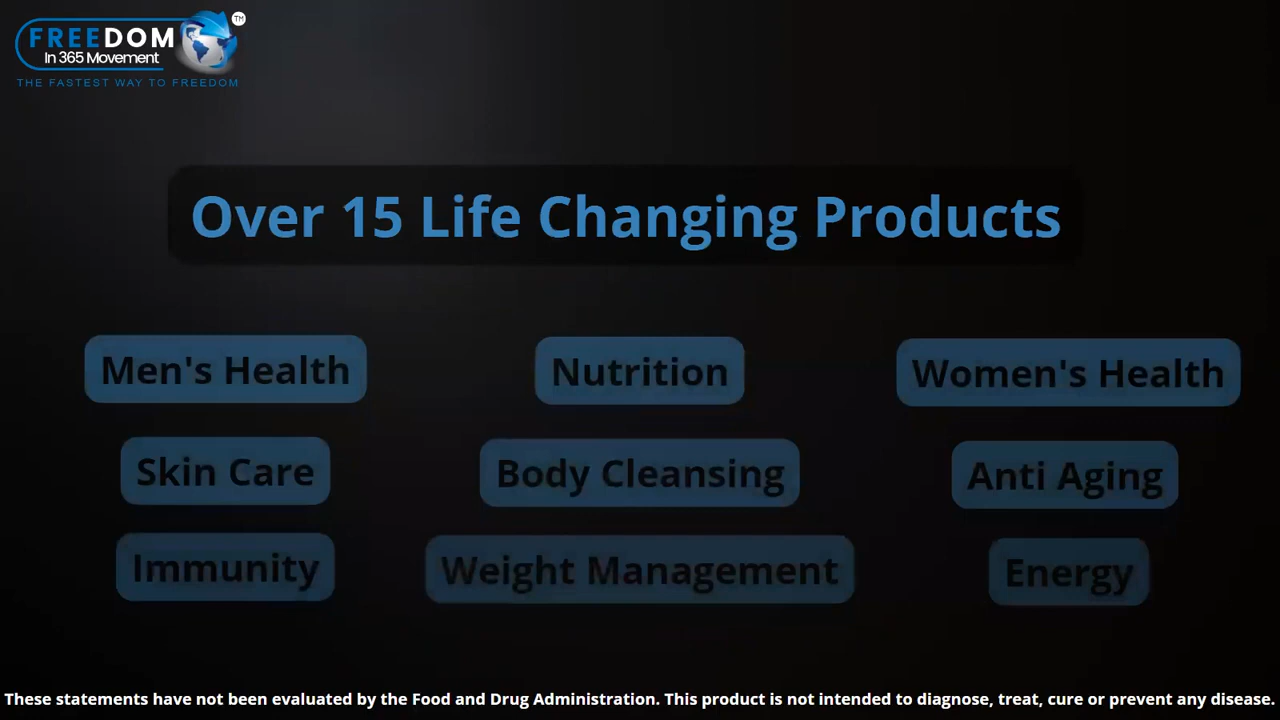 FREEDOM
TM
In 365 Movement
THE FASTEST WAY TO FREEDOM
Over 15 Life Changing Products
Men's Health
Nutrition
Women's Health
Skin Care
Body Cleansing
Anti Aging
Immunity
Weight Management
Energy
These statements have not been evaluated by the Food and Drug Administration. This product is not intended to diagnose, treat, cure or prevent any disease.